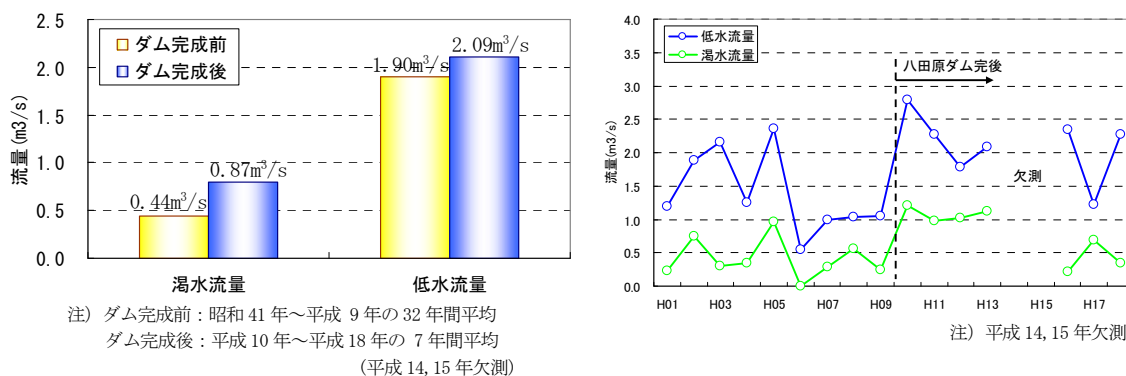 2.5
2.0
1.5
1.0
0.5
0.0
流量(m3/s)
ダム完成前
ダム完成後
0.44m³/s
0.87m³/s
1.90m³/s
2.09m³/s
渇水流量
低水流量
注) ダム完成前：昭和 41 年～平成 9 年の 32 年間平均
ダム完成後：平成 10 年～平成 18 年の 7 年間平均
(平成 14,15 年欠測)
4.0
3.5
3.0
2.5
2.0
1.5
1.0
0.5
0.0
流量(m3/s)
低水流量
渇水流量
八田原ダム完後
欠測
H01 H03 H05 H07 H09 H11 H13 H15 H17
注) 平成 14,15 年欠測